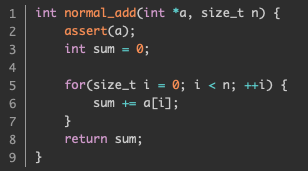 1 int normal_add(int *a, size_t n) {
2     assert(a);
3     int sum = 0;
4
5     for(size_t i = 0; i < n; ++i) {
6         sum += a[i];
7     }
8     return sum;
9 }